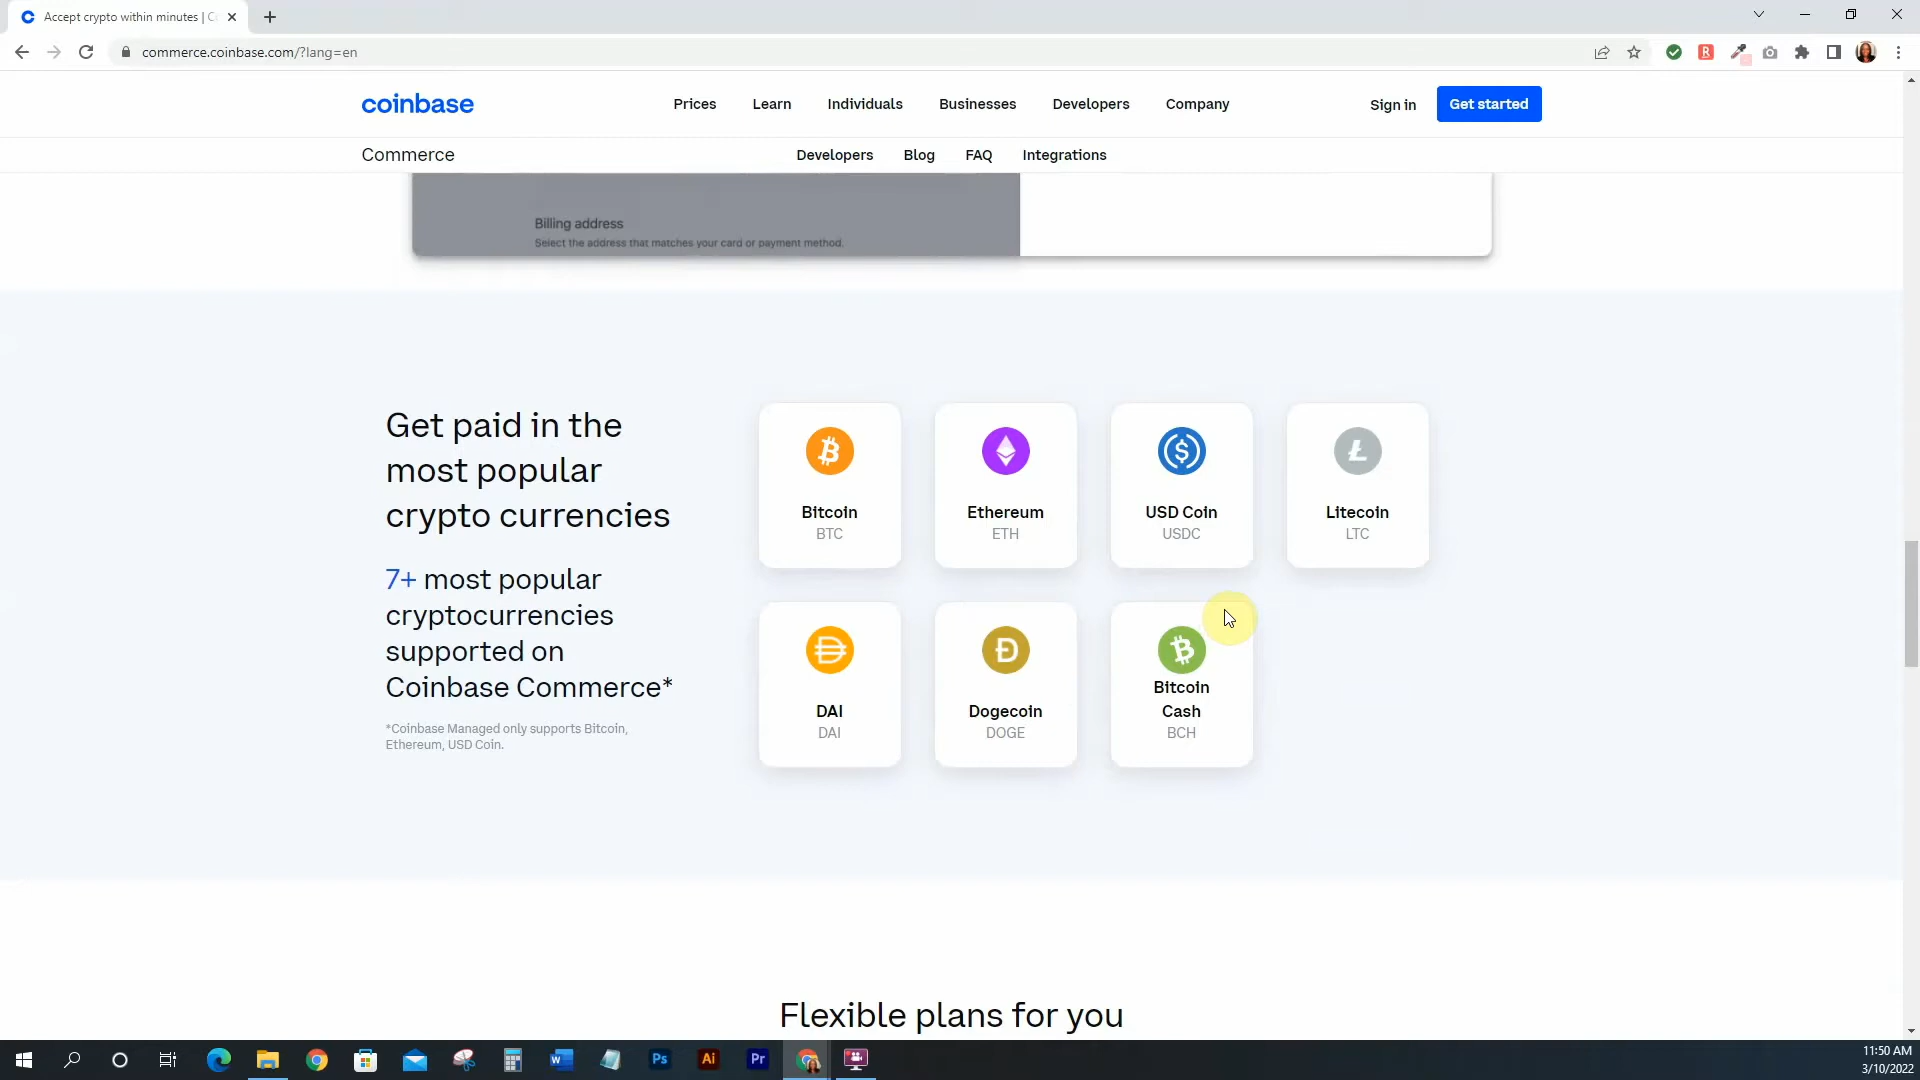 Accept crypto within minutes | C
commerce.coinbase.com/?lang=en
coinbase
Prices
Learn
Individuals
Businesses
Developers
Company
Sign in
Get started
Commerce
Developers
Blog
FAQ
Integrations
Billing address
Select the address that matches your card or payment method.
Get paid in the
most popular
crypto currencies
7+ most popular
cryptocurrencies
supported on
Coinbase Commerce*
*Coinbase Managed only supports Bitcoin,
Ethereum, USD Coin.
Bitcoin
BTC
Ethereum
ETH
USD Coin
USDC
Litecoin
LTC
DAI
DAI
Dogecoin
DOGE
Bitcoin
Cash
BCH
Flexible plans for you
Ps
Ai
Pr
11:50 AM
3/10/2022